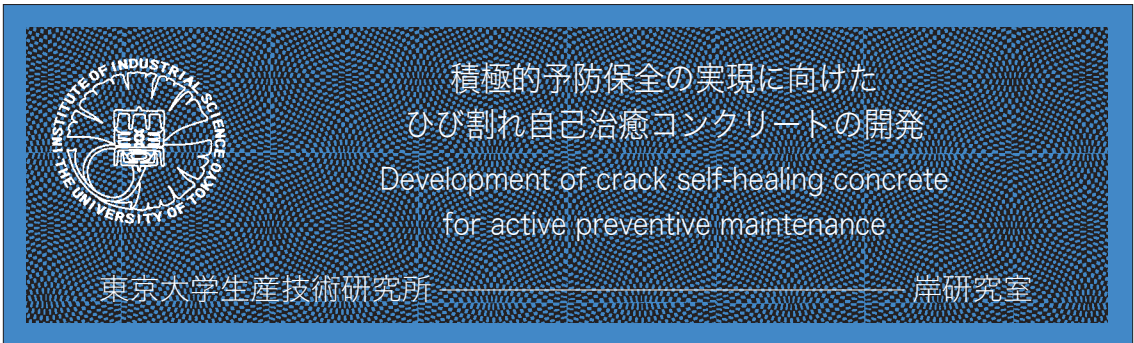 INSTITUTE OF INDUSTRIAL SCIENCE
THE UNIVERSITY OF TOKYO
積極的予防保全の実現に向けた
ひび割れ自己治癒コンクリートの開発
Development of crack self-healing concrete
for active preventive maintenance
東京大学生産技術研究所 岸研究室